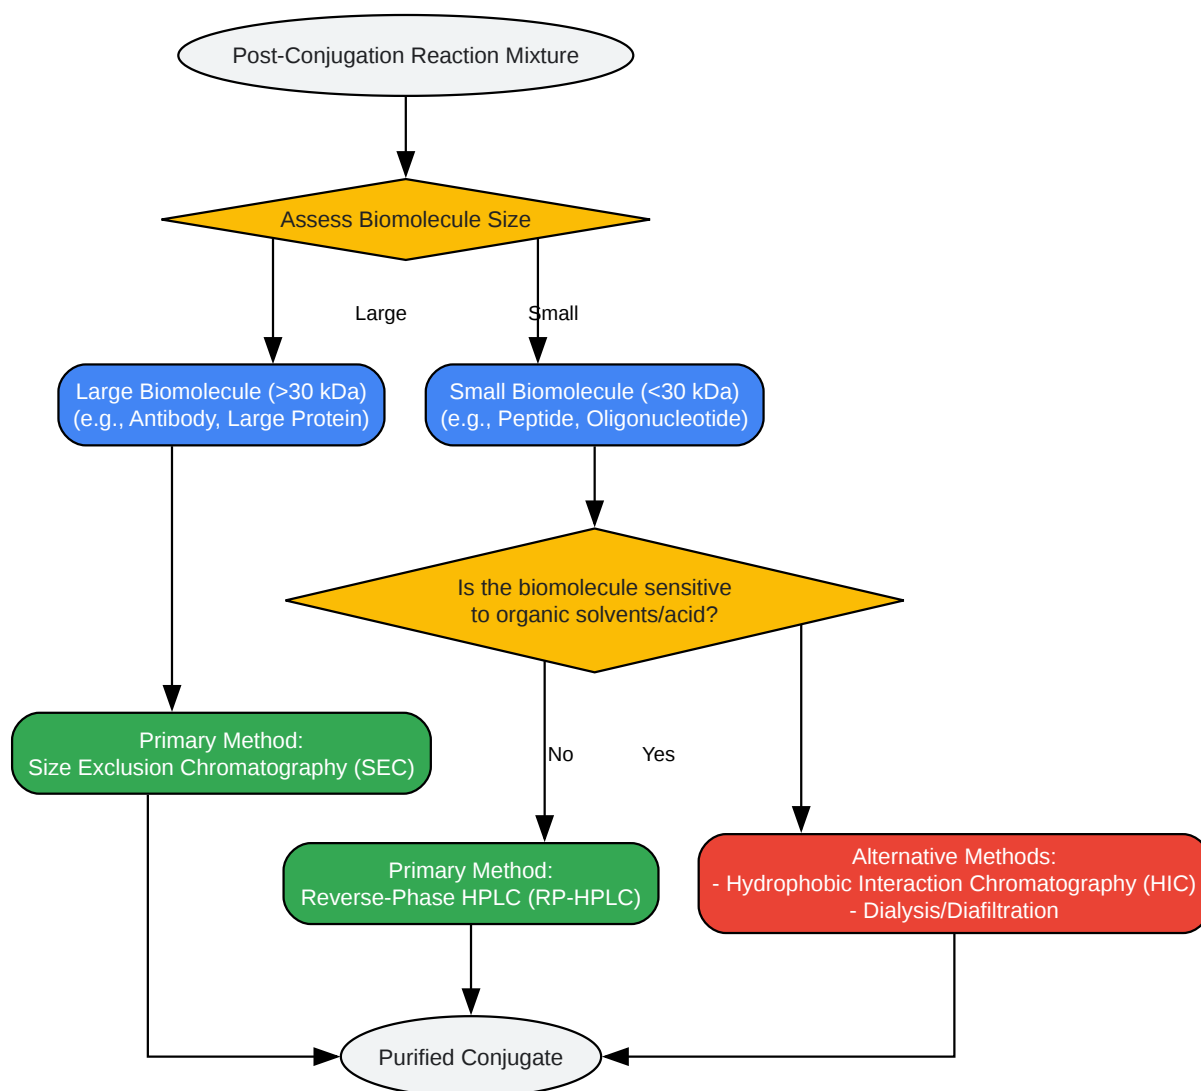 Post-Conjugation Reaction Mixture
Assess Biomolecule Size
Large
Small
Large Biomolecule (>30 kDa)
(e.g., Antibody, Large Protein)
Small Biomolecule (<30 kDa)
(e.g., Peptide, Oligonucleotide)
Is the biomolecule sensitive
to organic solvents/acid?
Primary Method:
Size Exclusion Chromatography (SEC)
No
Yes
Primary Method:
Reverse-Phase HPLC (RP-HPLC)
Alternative Methods:
- Hydrophobic Interaction Chromatography (HIC)
- Dialysis/Diafiltration
Purified Conjugate